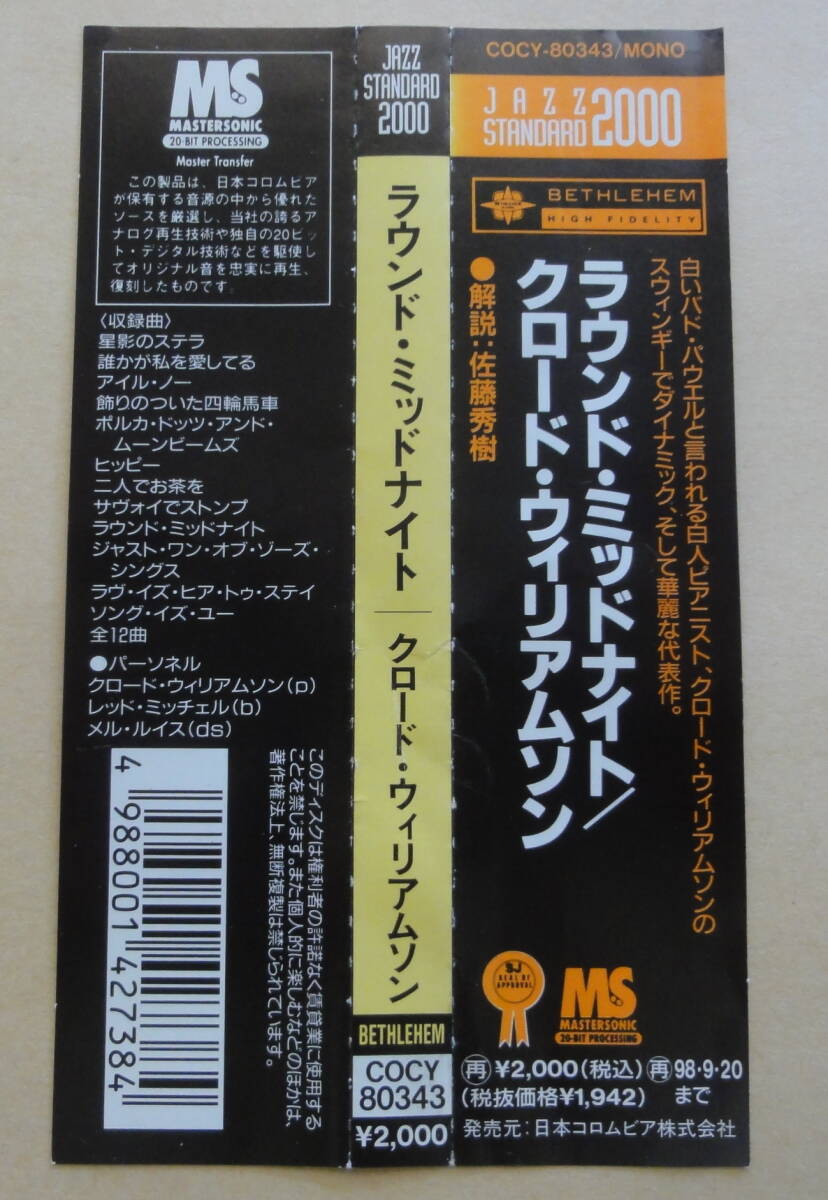 MS
MASTERSONIC
20-BIT PROCESSING
Master Transfer
この製品は、日本コロムビア
が保有する音源の中から優れた
ソースを厳選し、当社の誇るア
ナログ再生技術や独自の20ビッ
ト・デジタル技術などを駆使し
てオリジナル音を忠実に再生、
復刻したものです。
〈収録曲〉
星影のステラ
誰かが私を愛してる
アイル・ノー
飾りのついた四輪馬車
ポルカ・ドッツ・アンド・
ムーンビームズ
ヒッピー
二人でお茶を
サヴォイでストンプ
ラウンド・ミッドナイト
ジャスト・ワン・オブ・ゾーズ・
シングス
ラヴ・イズ・ヒア・トゥ・ステイ
ソング・イズ・ユー
全12曲
●パーソネル
クロード・ウィリアムソン(p)
レッド・ミッチェル(b)
メル・ルイス(ds)
このディスクは権利者の許諾なく賃貸業に使用する
ことを禁じます。また個人的に楽しむなどのほかは、
著作権法上、無断複製は禁じられています。
4 988001 427384
JAZZ
STANDARD
2000
ラウンド・ミッドナイト
クロード・ウィリアムソン
BETHLEHEM
COCY
80343
¥2,000
COCY-80343/MONO
JAZZ
STANDARD 2000
BETHLEHEM
HIGH FIDELITY
白いバド・パウエルと言われる白人ピアニスト、クロード・ウィリアムソンの
スウィンギーでダイナミック、そして華麗な代表作。
ラウンド・ミッドナイト/
クロード・ウィリアムソン
●解説:佐藤秀樹
SJ
SEAL OF
APPROVAL
MS
MASTERSONIC
20-BIT PROCESSING
再 ¥2,000(税込) 再 98・9・20
(税抜価格¥1,942) まで
発売元:日本コロムビア株式会社